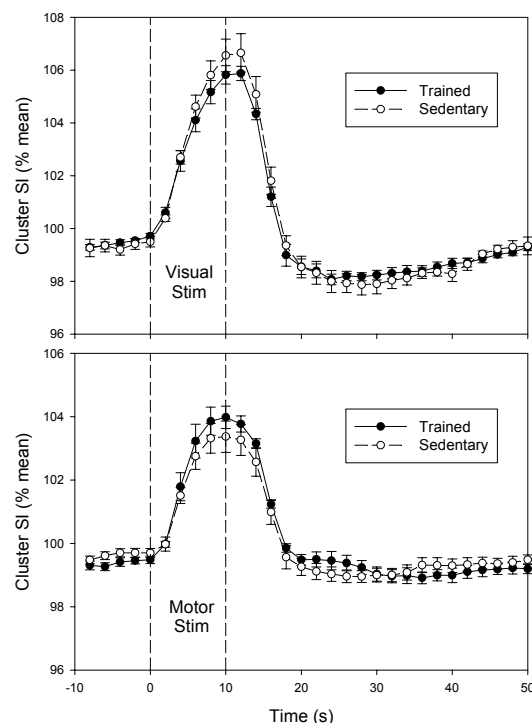 108
106
104
102
100
98
96
Cluster SI (% mean)
Trained
Sedentary
Visual
Stim
104
102
100
98
96
Cluster SI (% mean)
Trained
Sedentary
Motor
Stim
-10
0
10
20
30
40
50
Time (s)